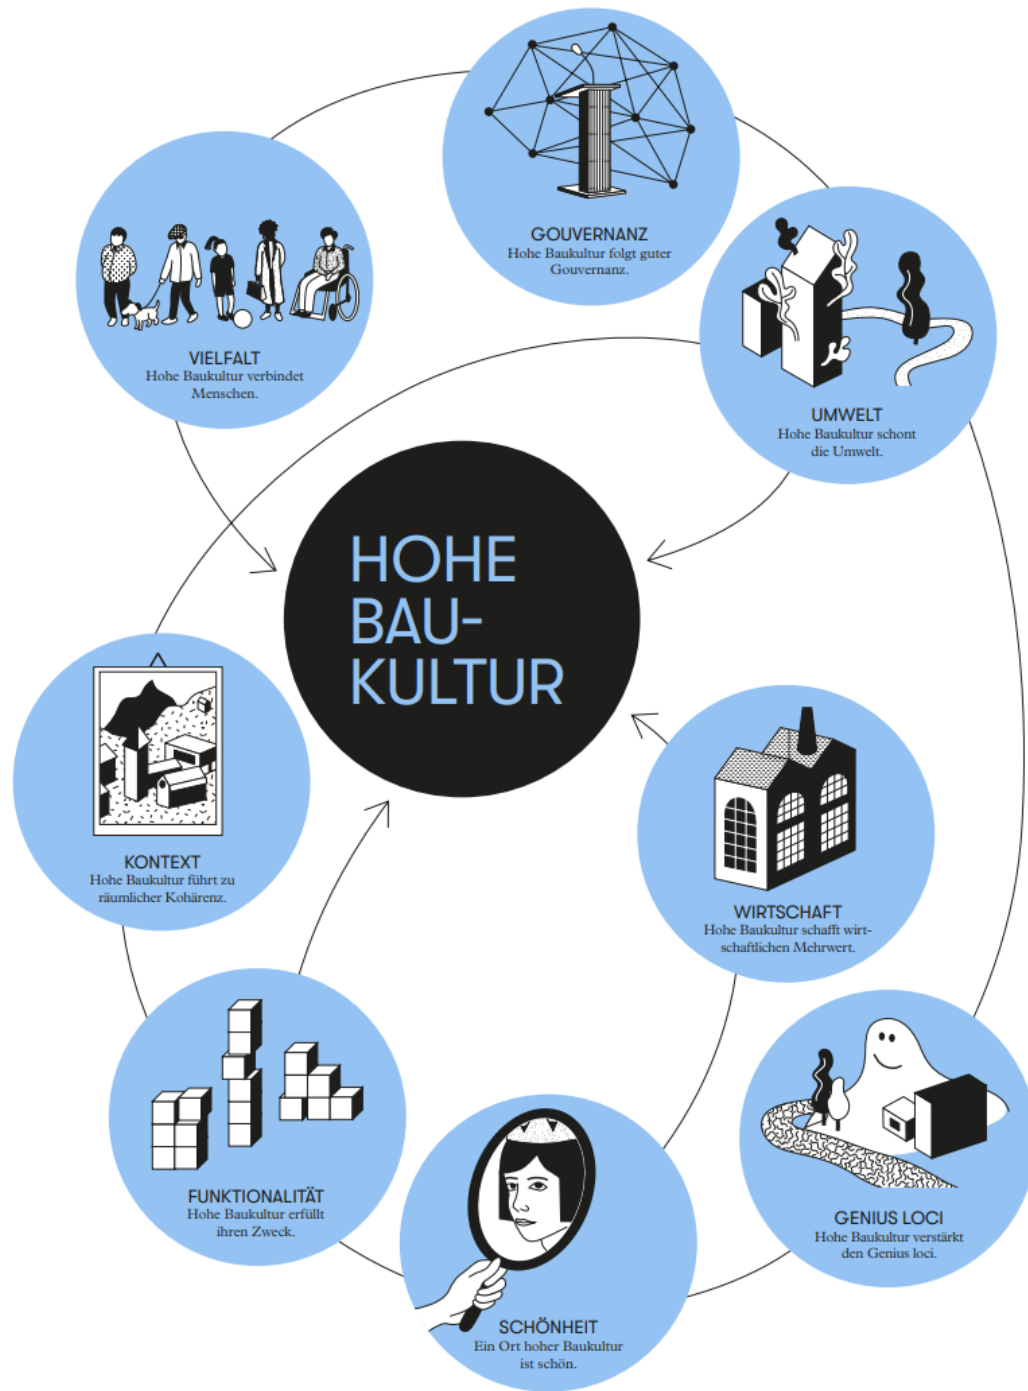 GOUVERNANZ
Hohe Baukultur folgt guter
Gouvernanz.
VIELFALT
Hohe Baukultur verbindet
Menschen.
UMWELT
Hohe Baukultur schont
die Umwelt.
HOHE
BAU-
KULTUR
KONTEXT
Hohe Baukultur führt zu
räumlicher Kohärenz.
WIRTSCHAFT
Hohe Baukultur schafft wirt-
schaftlichen Mehrwert.
FUNKTIONALITÄT
Hohe Baukultur erfüllt
ihren Zweck.
GENIUS LOCI
Hohe Baukultur verstärkt
den Genius loci.
SCHÖNHEIT
Ein Ort hoher Baukultur
ist schön.